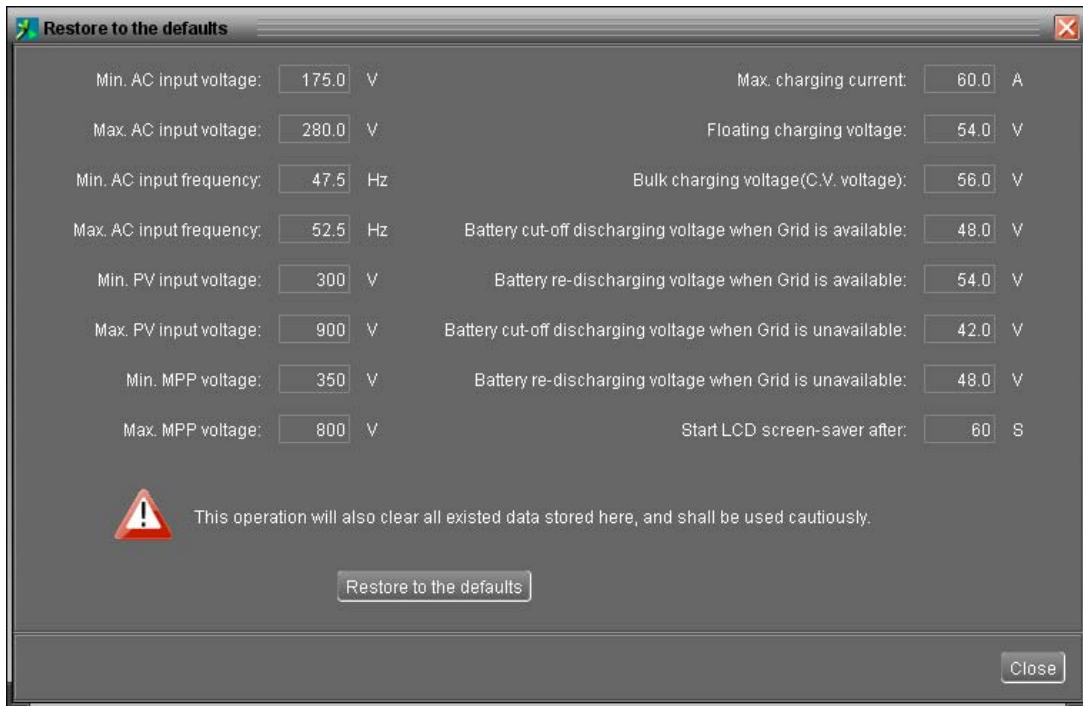 Restore to the defaults
Min. AC input voltage: 175.0 V
Max. AC input voltage: 280.0 V
Min. AC input frequency: 47.5 Hz
Max. AC input frequency: 52.5 Hz
Min. PV input voltage: 300 V
Max. PV input voltage: 900 V
Min. MPP voltage: 350 V
Max. MPP voltage: 800 V
Max. charging current: 60.0 A
Floating charging voltage: 54.0 V
Bulk charging voltage(C.V. voltage): 56.0 V
Battery cut-off discharging voltage when Grid is available: 48.0 V
Battery re-discharging voltage when Grid is available: 54.0 V
Battery cut-off discharging voltage when Grid is unavailable: 42.0 V
Battery re-discharging voltage when Grid is unavailable: 48.0 V
Start LCD screen-saver after: 60 S
This operation will also clear all existed data stored here, and shall be used cautiously.
Restore to the defaults
Close